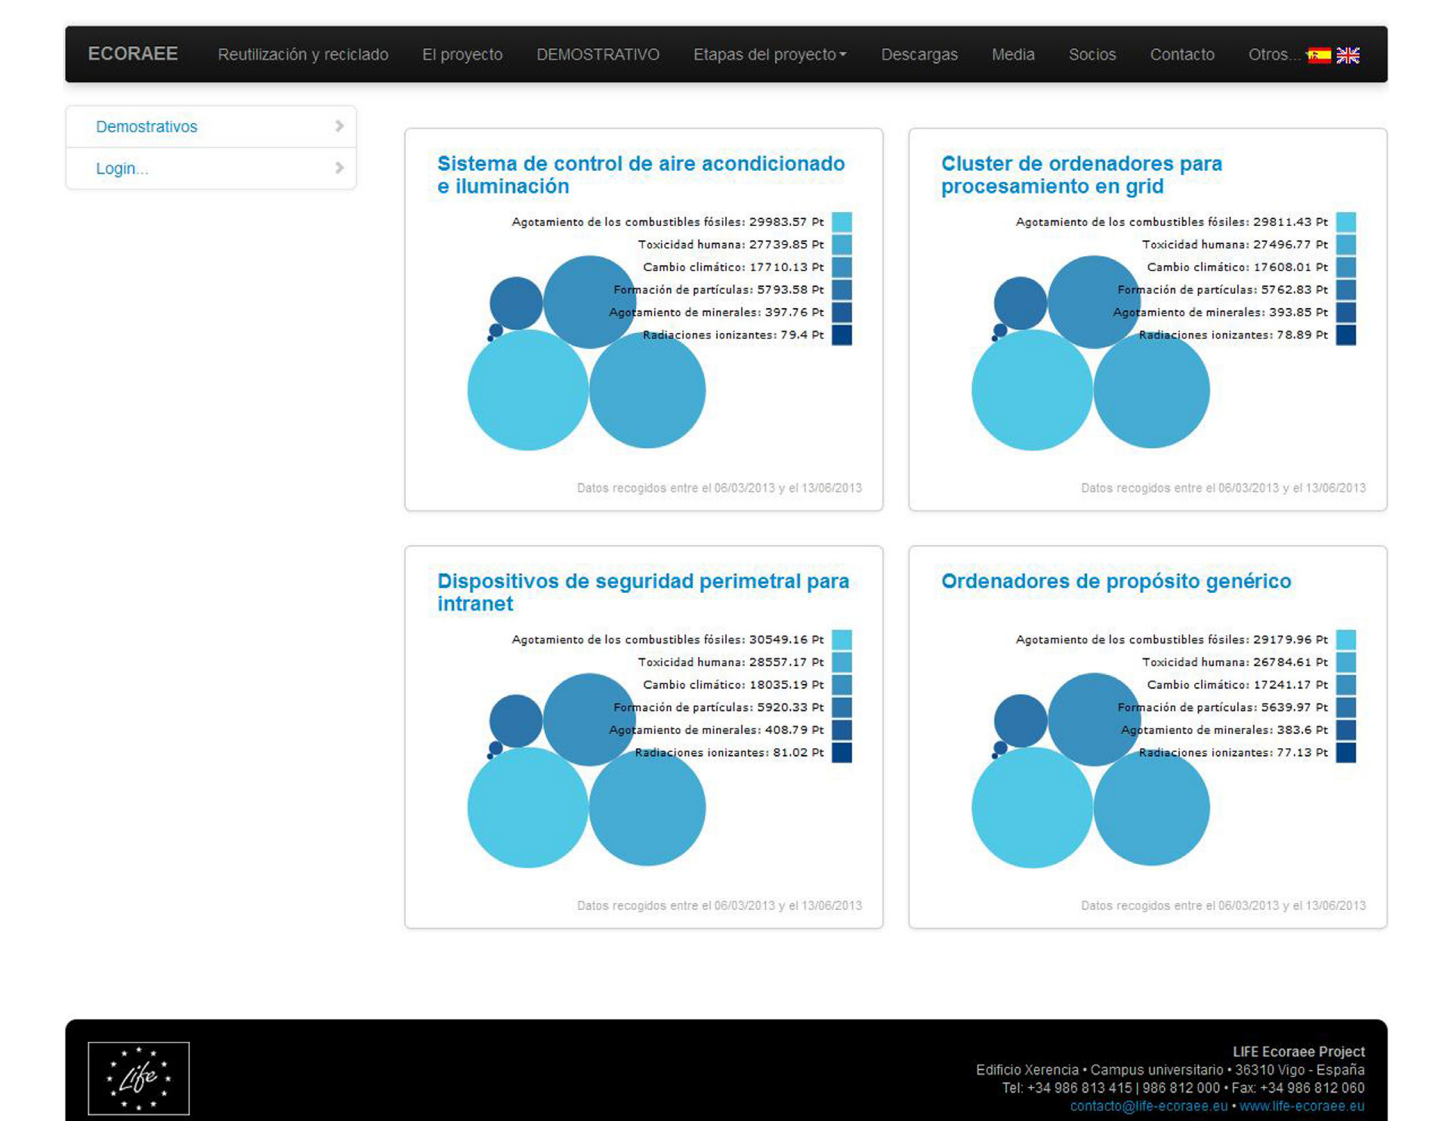 ECORAEE Reutilización y reciclado El proyecto DEMOSTRATIVO Etapas del proyecto Descargas Media Socios Contacto Otros...
Demostrativos
Login...
Sistema de control de aire acondicionado
e iluminación
Agotamiento de los combustibles fósiles: 29983.57 Pt
Toxicidad humana: 27739.85 Pt
Cambio climático: 17710.13 Pt
Formación de partículas: 5793.58 Pt
Agotamiento de minerales: 397.76 Pt
Radiaciones ionizantes: 79.4 Pt
Datos recogidos entre el 06/03/2013 y el 13/06/2013
Cluster de ordenadores para
procesamiento en grid
Agotamiento de los combustibles fósiles: 29811.43 Pt
Toxicidad humana: 27496.77 Pt
Cambio climático: 17608.01 Pt
Formación de partículas: 5762.83 Pt
Agotamiento de minerales: 393.85 Pt
Radiaciones ionizantes: 78.89 Pt
Datos recogidos entre el 06/03/2013 y el 13/06/2013
Dispositivos de seguridad perimetral para
intranet
Agotamiento de los combustibles fósiles: 30549.16 Pt
Toxicidad humana: 28557.17 Pt
Cambio climático: 18035.19 Pt
Formación de partículas: 5920.33 Pt
Agotamiento de minerales: 408.79 Pt
Radiaciones ionizantes: 81.02 Pt
Datos recogidos entre el 06/03/2013 y el 13/06/2013
Ordenadores de propósito genérico
Agotamiento de los combustibles fósiles: 29179.96 Pt
Toxicidad humana: 26784.61 Pt
Cambio climático: 17241.17 Pt
Formación de partículas: 5639.97 Pt
Agotamiento de minerales: 383.6 Pt
Radiaciones ionizantes: 77.13 Pt
Datos recogidos entre el 06/03/2013 y el 13/06/2013
Life
LIFE Ecoraee Project
Edificio Xerencia • Campus universitario • 36310 Vigo - España
Tel: +34 986 813 415 | 986 812 000 • Fax: +34 986 812 060
contacto@life-ecoraee.eu • www.life-ecoraee.eu